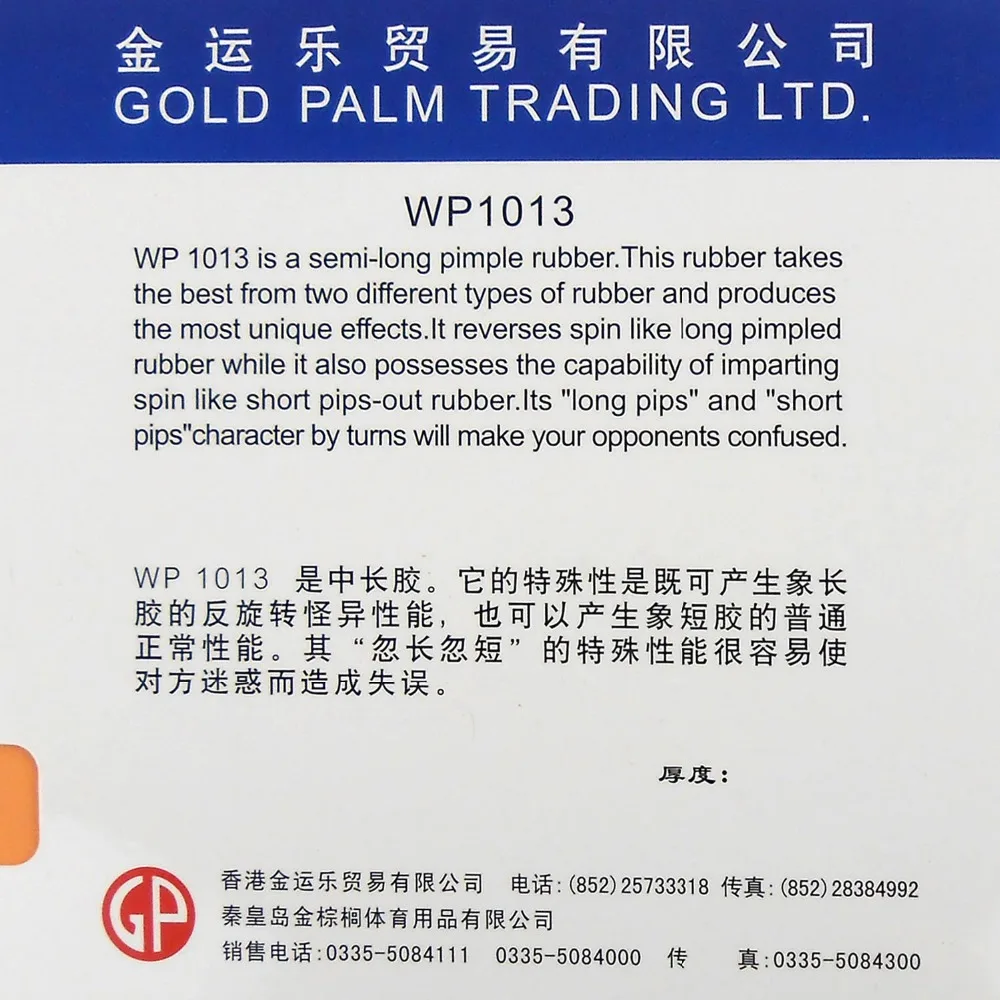 金运乐贸易有限公司
GOLD PALM TRADING LTD.
WP1013
WP 1013 is a semi-long pimple rubber.This rubber takes
the best from two different types of rubber and produces
the most unique effects.It reverses spin like long pimpled
rubber while it also possesses the capability of imparting
spin like short pips-out rubber.Its "long pips" and "short
pips"character by turns will make your opponents confused.
WP 1013 是中长胶。它的特殊性是既可产生象长
胶的反旋转怪异性能，也可以产生象短胶的普通
正常性能。其“忽长忽短”的特殊性能很容易使
对方迷惑而造成失误。
厚度：
GP
香港金运乐贸易有限公司 电话:(852)25733318 传真:(852)28384992
秦皇岛金棕榈体育用品有限公司
销售电话:0335-5084111 0335-5084000 传 真:0335-5084300